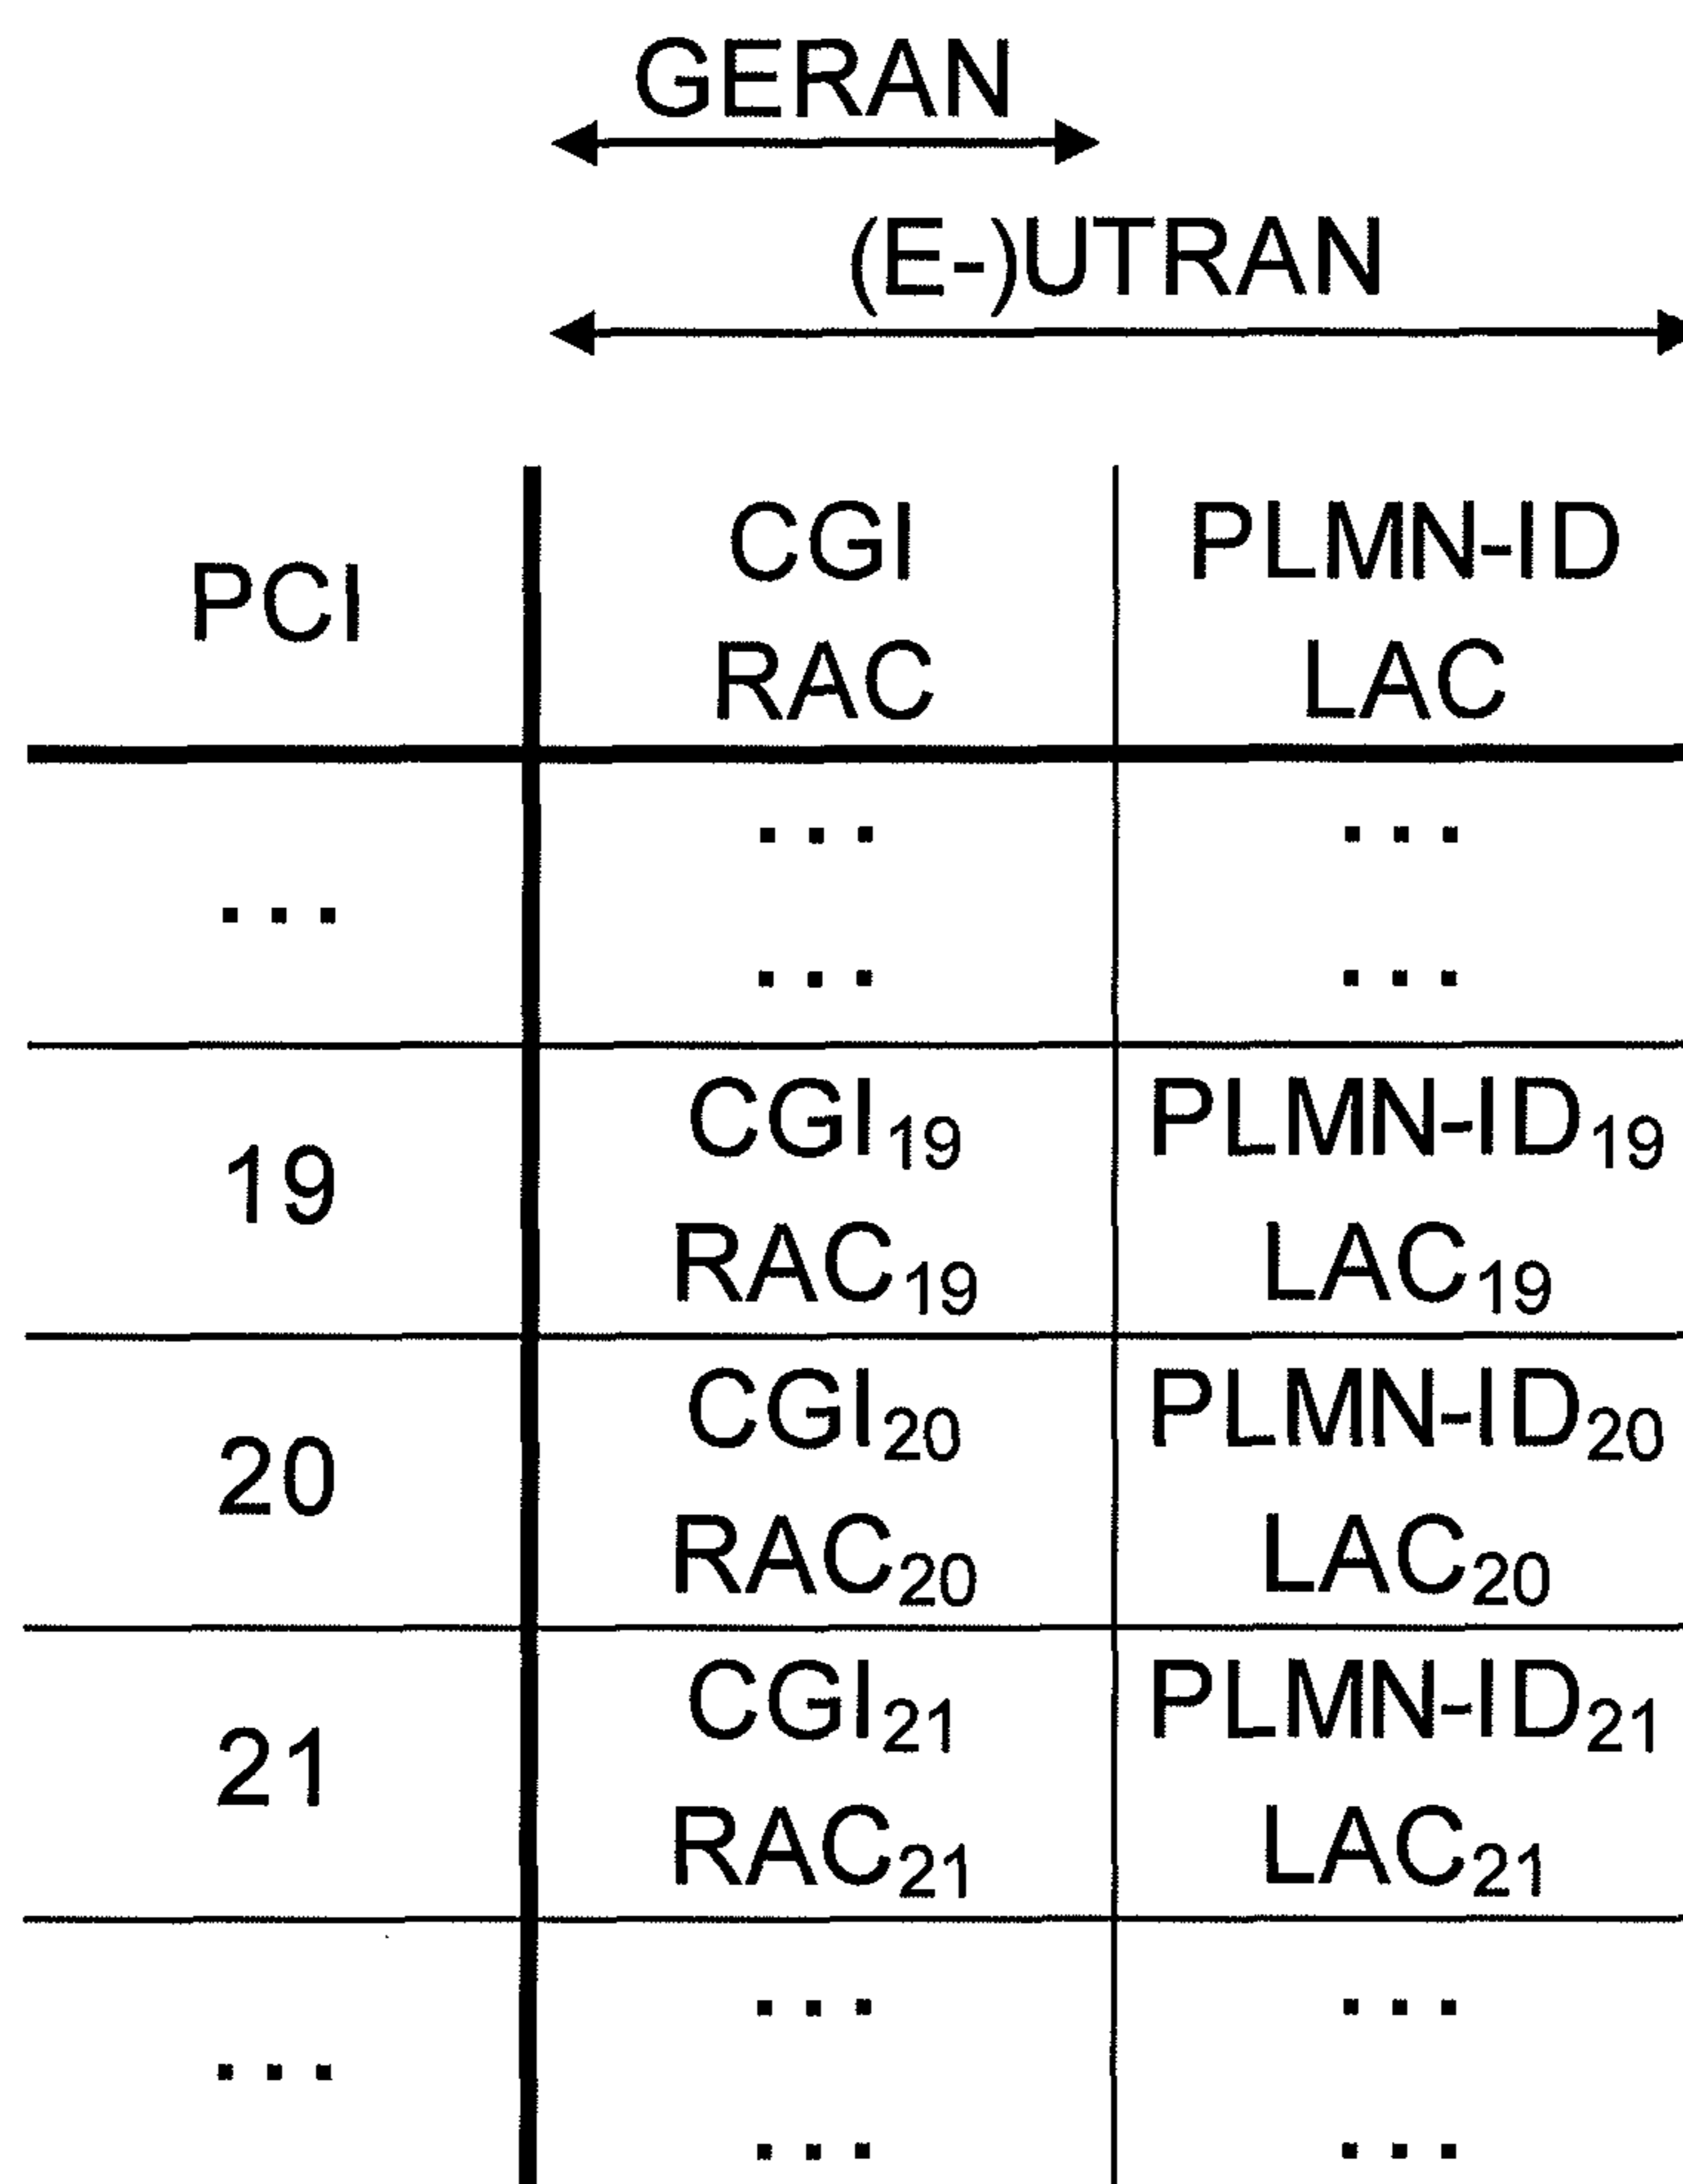 GERAN
(E-)UTRAN
PCI CGI PLMN-ID
RAC LAC
... ...
...
... ...
19 CGI₁₉ PLMN-ID₁₉
RAC₁₉ LAC₁₉
20 CGI₂₀ PLMN-ID₂₀
RAC₂₀ LAC₂₀
21 CGI₂₁ PLMN-ID₂₁
RAC₂₁ LAC₂₁
... ...
...
... ...